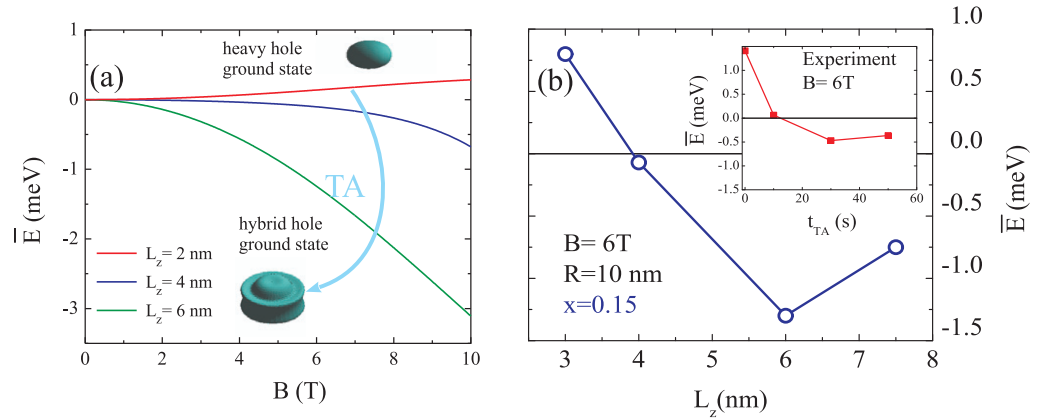 (a)
heavy hole
ground state
TA
hybrid hole
ground state
L_z = 2 nm
L_z = 4 nm
L_z = 6 nm
1
0
-1
-2
-3
E̅ (meV)
0 2 4 6 8 10
B (T)
(b)
B= 6T
R=10 nm
x=0.15
3 4 5 6 7 8
L_z(nm)
1.0
0.5
0.0
-0.5
-1.0
-1.5
E̅ (meV)
Experiment
B= 6T
1.0
0.5
0.0
-0.5
-1.0
-1.5
E̅ (meV)
0 20 40 60
t_TA (s)